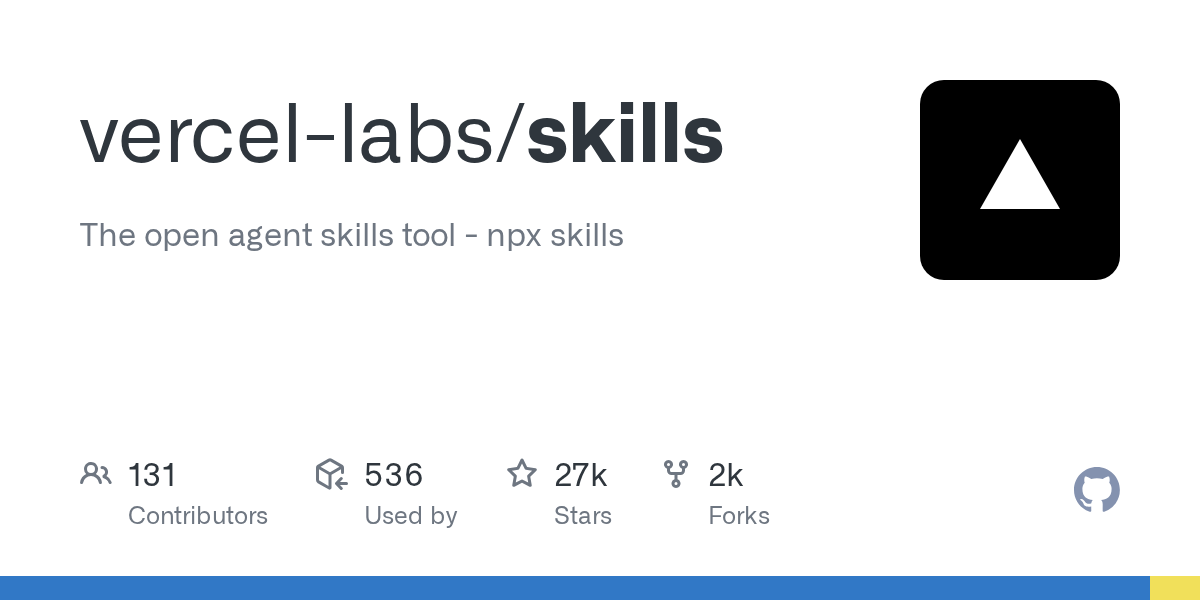 vercel-labs/skills
The open agent skills tool - npx skills
131 536 27k 2k
Contributors Used by Stars Forks